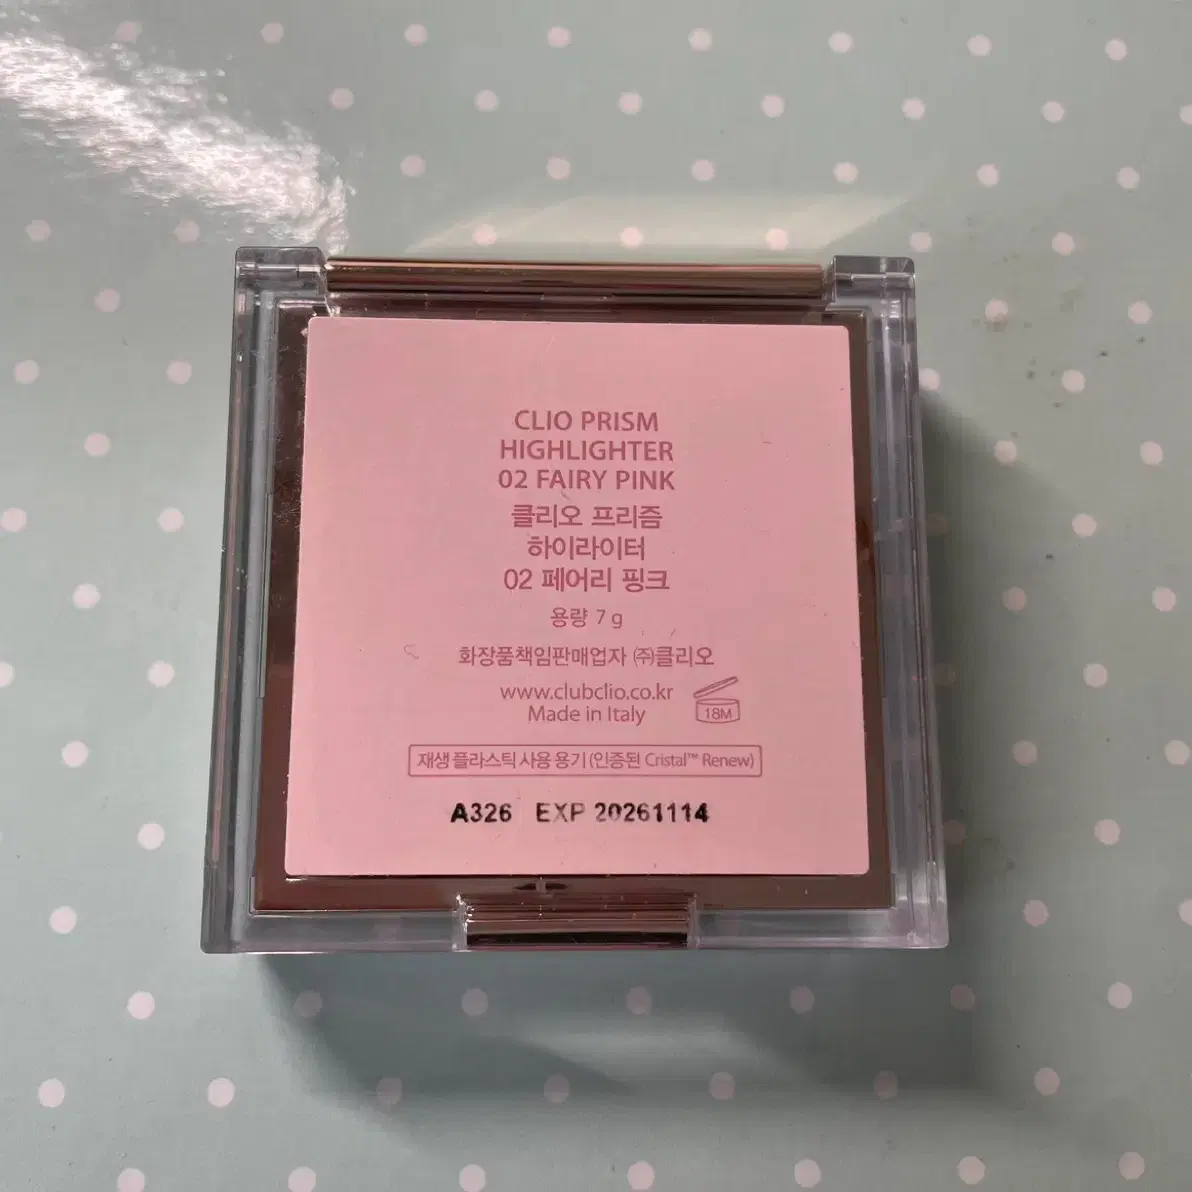 CLIO PRISM
HIGHLIGHTER
02 FAIRY PINK
클리오 프리즘
하이라이터
02 페어리 핑크
용량 7 g
화장품책임판매업자 ㈜클리오
www.clubclio.co.kr
Made in Italy
18M
재생 플라스틱 사용 용기 (인증된 Cristal™ Renew)
A326 EXP 20261114